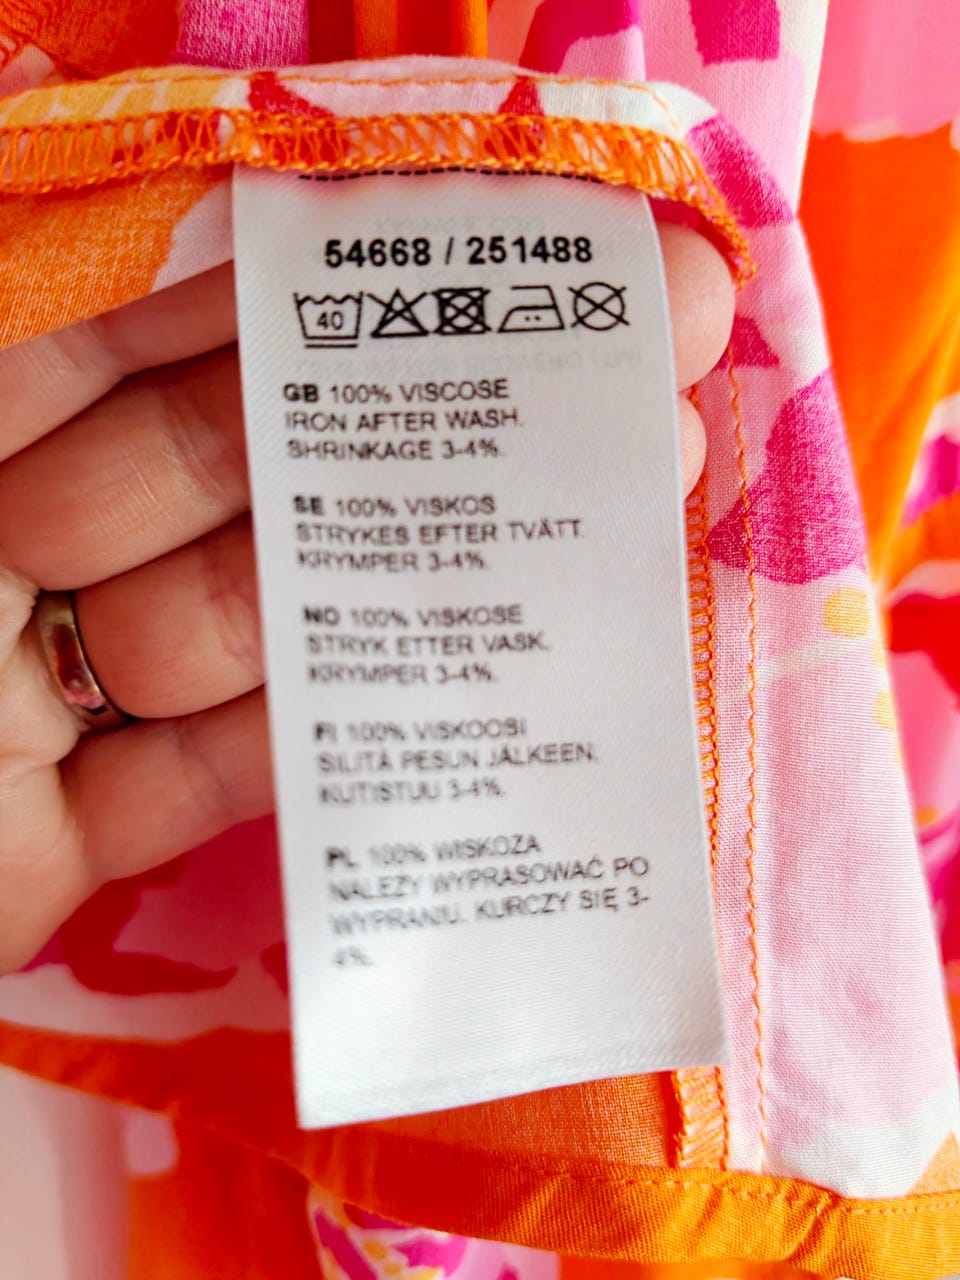 54668 / 251488
40
GB 100% VISCOSE
IRON AFTER WASH.
SHRINKAGE 3-4%.
SE 100% VISKOS
STRYKES EFTER TVÄTT.
KRYMPER 3-4%.
NO 100% VISKOSE
STRYK ETTER VASK.
KRYMPER 3-4%.
FI 100% VISKOOSI
SILITÄ PESUN JÄLKEEN.
KUTISTUU 3-4%.
PL 100% WISKOZA
NALEZY WYPRASOWAĆ PO
WYPRANIU. KURCZY SIĘ 3-
4%.